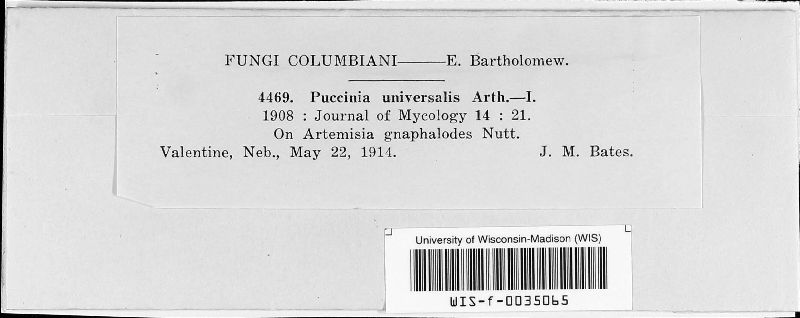 FUNGI COLUMBIANI———E. Bartholomew.
4469. Puccinia universalis Arth.—I.
1908 : Journal of Mycology 14 : 21.
On Artemisia gnaphalodes Nutt.
Valentine, Neb., May 22, 1914. J. M. Bates.
University of Wisconsin-Madison (WIS)
WIS-f-0035065